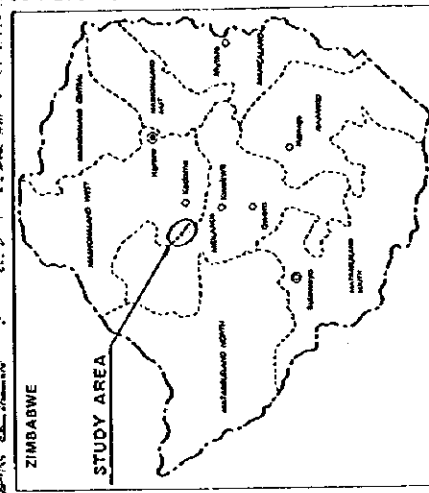 ZIMBABWE
STUDY AREA
MASHONALAND WEST
MASHONALAND CENTRAL
MASHONALAND EAST
Harare
Mutare
MANICALAND
Kadoma
MIDLANDS
Kwekwe
Gweru
MASVINGO
Bulawayo
MATABELELAND NORTH
MATABELELAND SOUTH